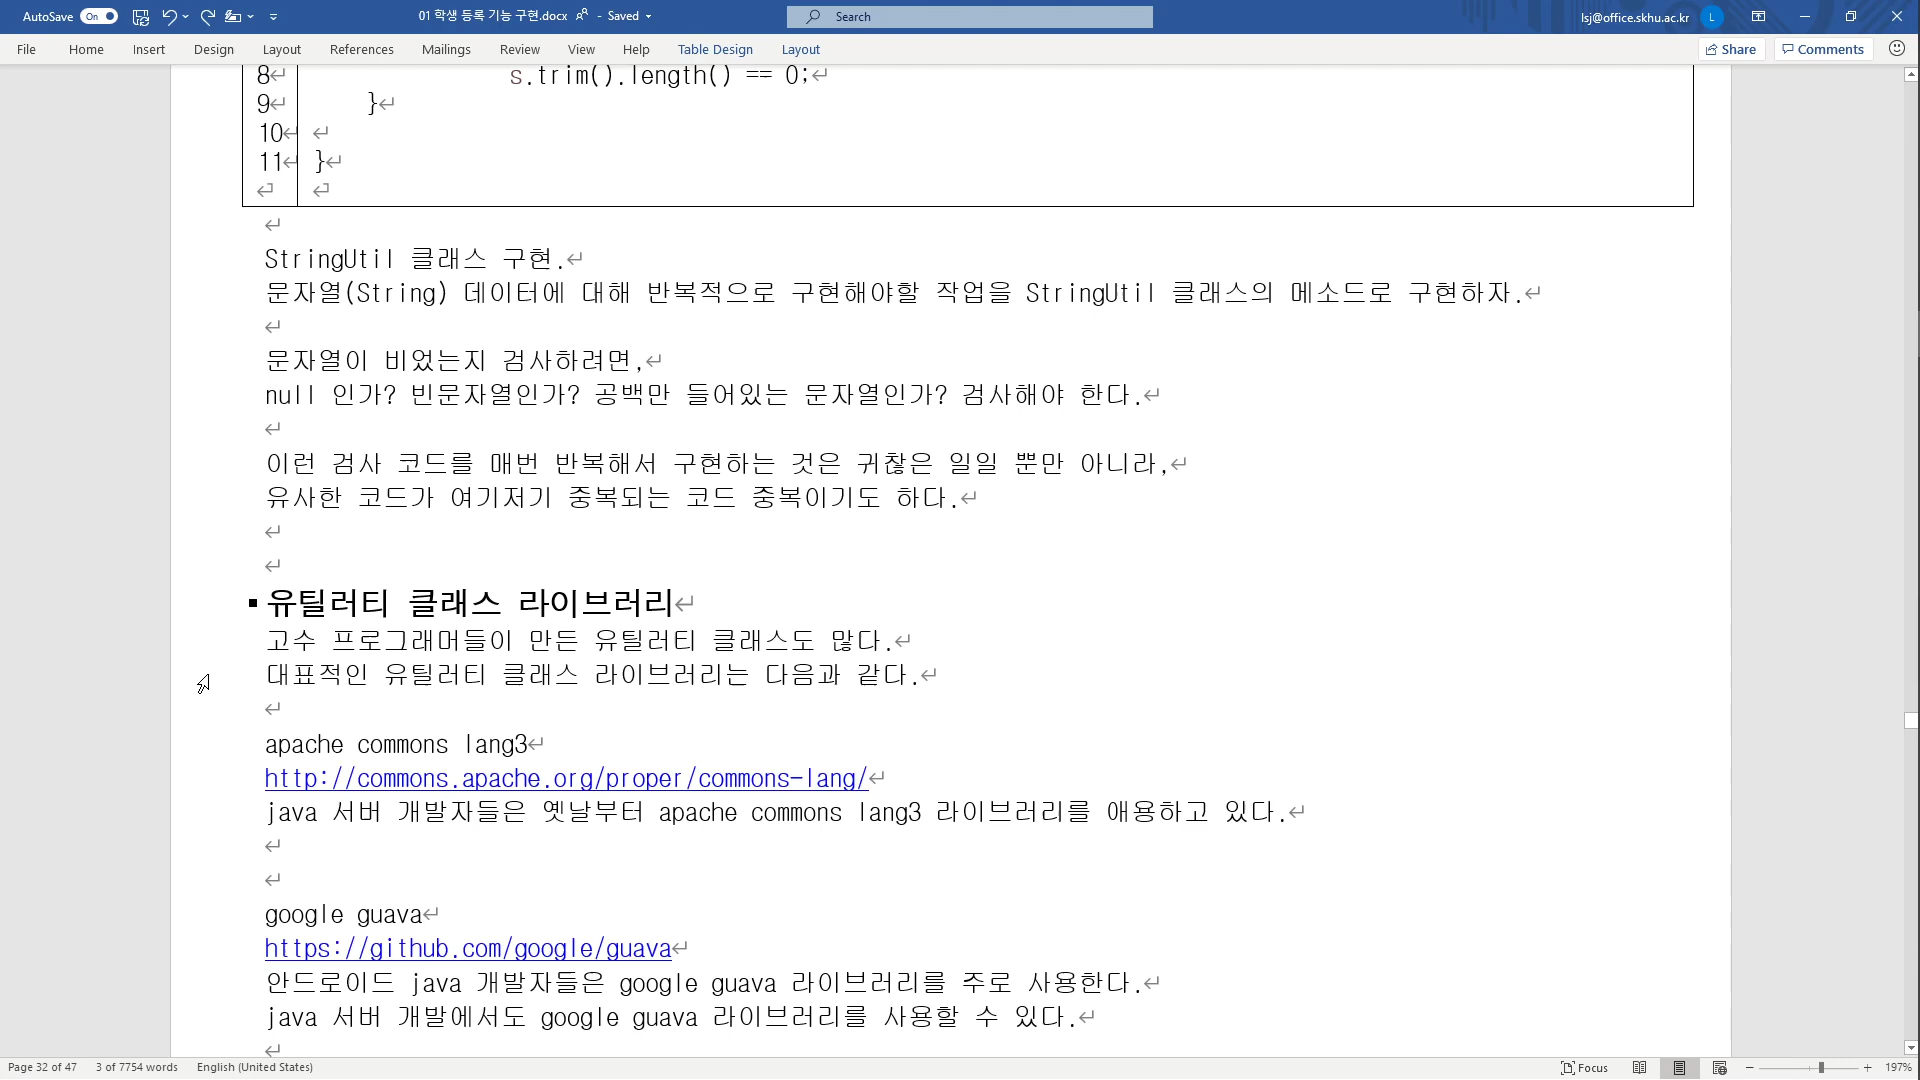 AutoSave On 01 학생 등록 기능 구현.docx - Saved Search lsj@office.skhu.ac.kr L
File Home Insert Design Layout References Mailings Review View Help Table Design Layout Share Comments
8 s.trim().length() == 0;
9 }
10
11 }
StringUtil 클래스 구현.
문자열(String) 데이터에 대해 반복적으로 구현해야할 작업을 StringUtil 클래스의 메소드로 구현하자.
문자열이 비었는지 검사하려면,
null 인가? 빈문자열인가? 공백만 들어있는 문자열인가? 검사해야 한다.
이런 검사 코드를 매번 반복해서 구현하는 것은 귀찮은 일일 뿐만 아니라,
유사한 코드가 여기저기 중복되는 코드 중복이기도 하다.
유틸러티 클래스 라이브러리
고수 프로그래머들이 만든 유틸러티 클래스도 많다.
대표적인 유틸러티 클래스 라이브러리는 다음과 같다.
apache commons lang3
http://commons.apache.org/proper/commons-lang/
java 서버 개발자들은 옛날부터 apache commons lang3 라이브러리를 애용하고 있다.
google guava
https://github.com/google/guava
안드로이드 java 개발자들은 google guava 라이브러리를 주로 사용한다.
java 서버 개발에서도 google guava 라이브러리를 사용할 수 있다.
Page 32 of 47 3 of 7754 words English (United States) Focus 197%